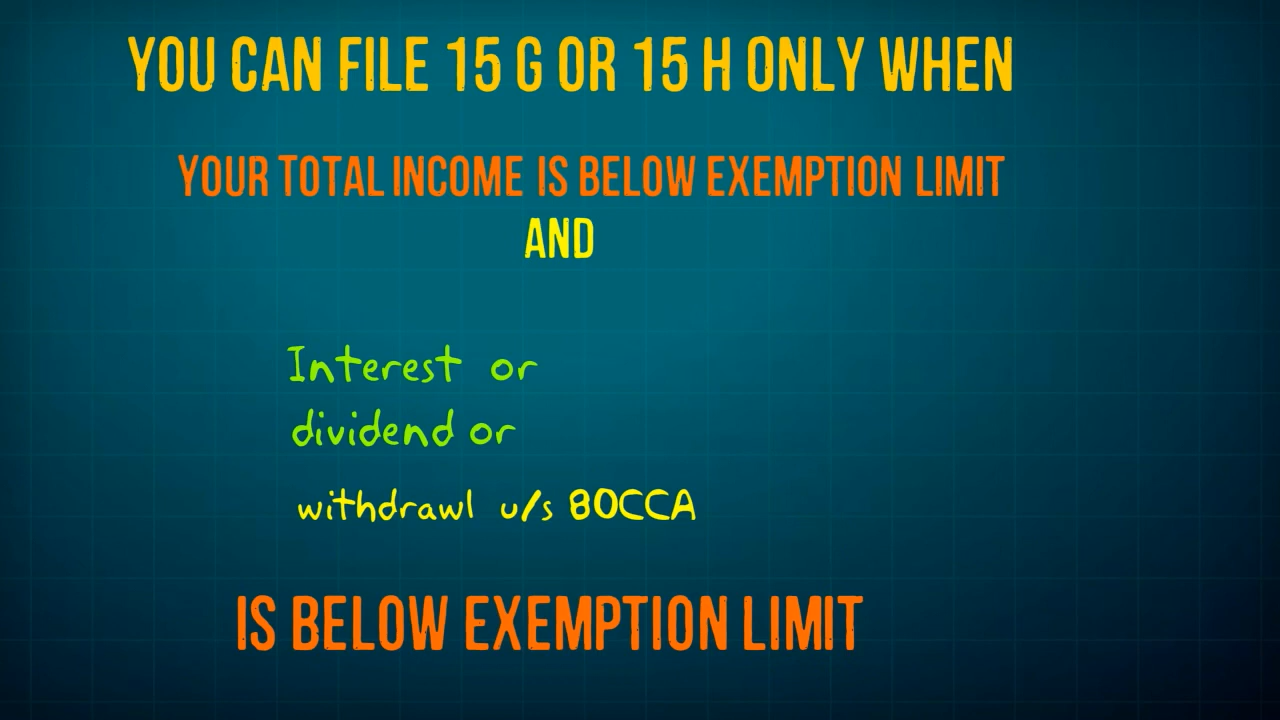 YOU CAN FILE 15 G OR 15 H ONLY WHEN
YOUR TOTAL INCOME IS BELOW EXEMPTION LIMIT
AND
Interest or
dividend or
withdrawl u/s 80CCA
IS BELOW EXEMPTION LIMIT